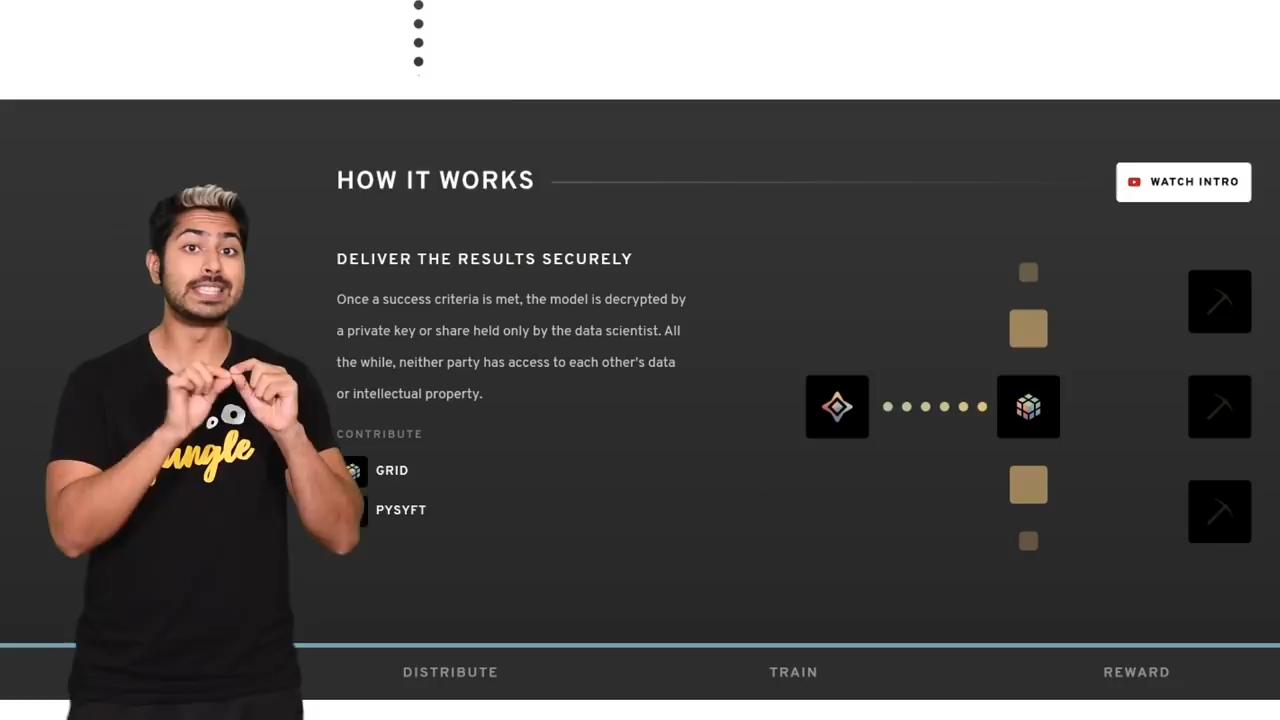 HOW IT WORKS
WATCH INTRO
DELIVER THE RESULTS SECURELY
Once a success criteria is met, the model is decrypted by
a private key or share held only by the data scientist. All
the while, neither party has access to each other's data
or intellectual property.
CONTRIBUTE
GRID
PYSYFT
DISTRIBUTE
TRAIN
REWARD